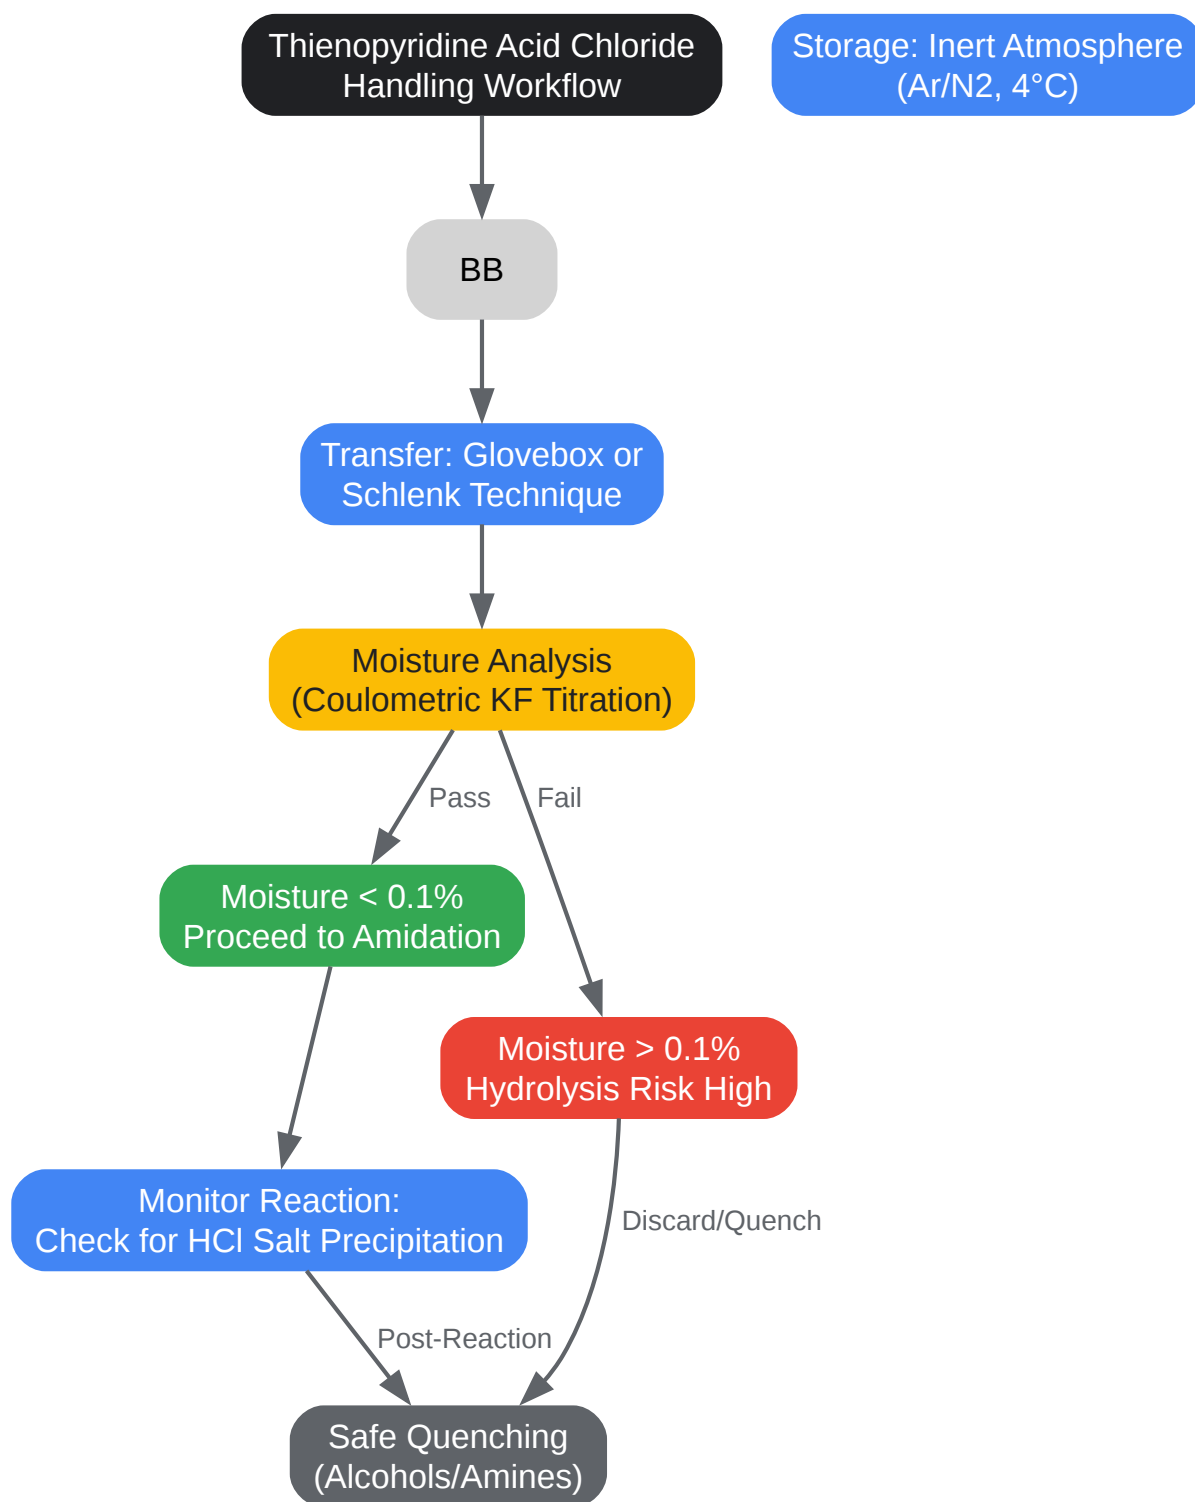 Thienopyridine Acid Chloride
Handling Workflow
Storage: Inert Atmosphere
(Ar/N2, 4°C)
BB
Transfer: Glovebox or
Schlenk Technique
Moisture Analysis
(Coulometric KF Titration)
Pass
Fail
Moisture < 0.1%
Proceed to Amidation
Moisture > 0.1%
Hydrolysis Risk High
Monitor Reaction:
Check for HCl Salt Precipitation
Discard/Quench
Post-Reaction
Safe Quenching
(Alcohols/Amines)